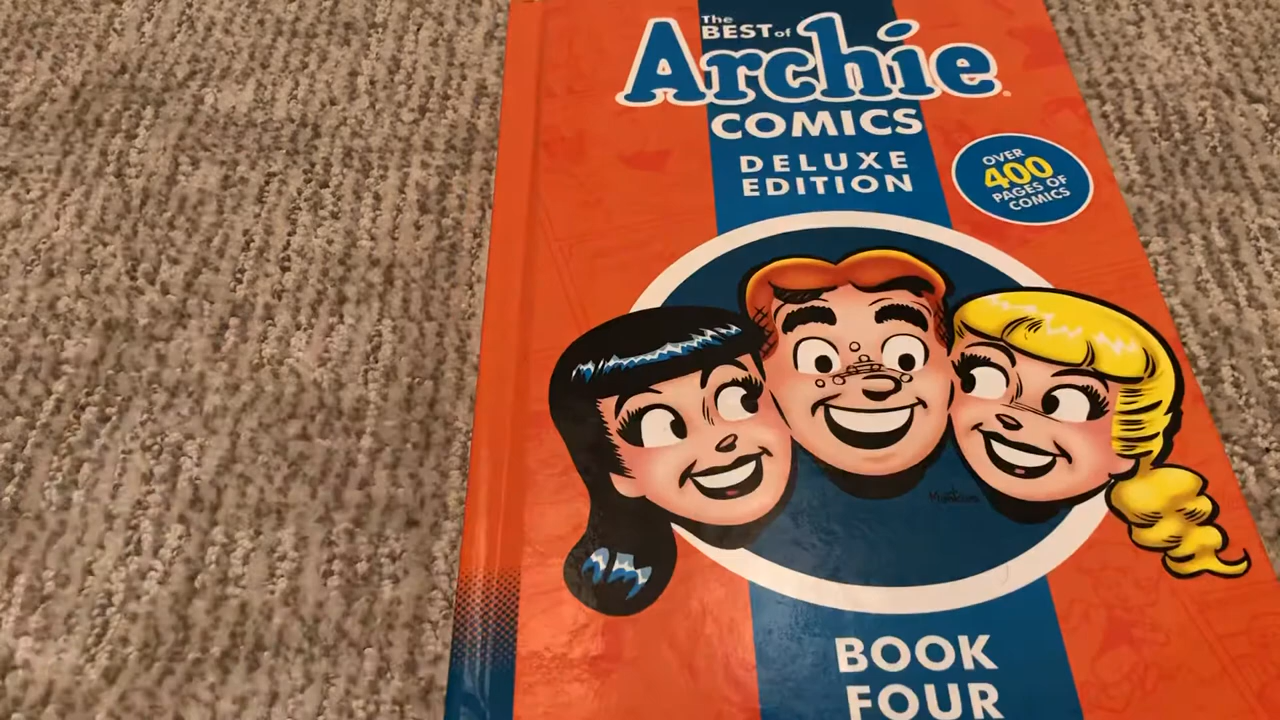 The
BEST of
Archie®
COMICS
DELUXE
EDITION
OVER
400
PAGES OF
COMICS
BOOK
FOUR